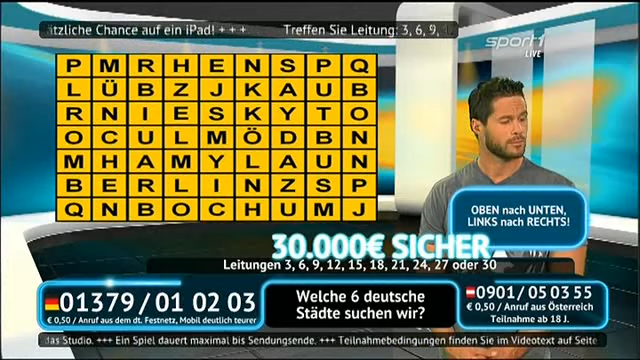 ätzliche Chance auf ein iPad! + + + Treffen Sie Leitung: 3, 6, 9, 1
sport1
LIVE
P M R H E N S P Q
L Ü B Z J K A U B
R N I E S K Y T O
O C U L M Ö D B N
M H A M Y L A U N
B E R L I N Z S P
Q N B O C H U M J
OBEN nach UNTEN,
LINKS nach RECHTS!
30.000€ SICHER
Leitungen 3, 6, 9, 12, 15, 18, 21, 24, 27 oder 30
01379/01 02 03
€ 0,50 / Anruf aus dem dt. Festnetz, Mobil deutlich teurer
Welche 6 deutsche
Städte suchen wir?
0901/05 03 55
€ 0,50 / Anruf aus Österreich
Teilnahme ab 18 J.
das Studio. +++ Ein Spiel dauert maximal bis Sendungsende. +++ Teilnahmebedingungen finden Sie im Videotext auf Seite